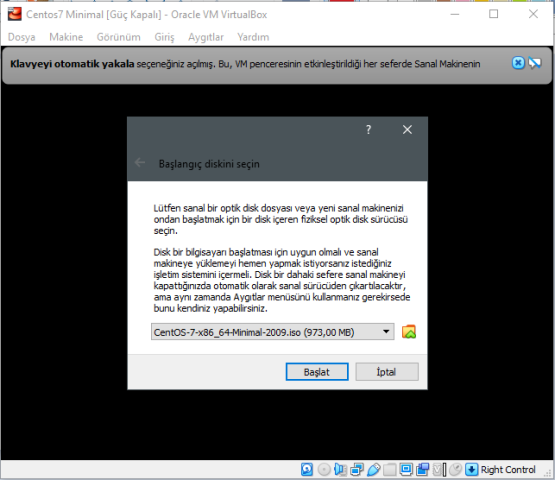 Centos7 Minimal [Güç Kapalı] - Oracle VM VirtualBox
Dosya Makine Görünüm Giriş Aygıtlar Yardım
Klavyeyi otomatik yakala seçeneğiniz açılmış. Bu, VM penceresinin etkinleştirildiği her seferde Sanal Makinenin
?
Başlangıç diskini seçin
Lütfen sanal bir optik disk dosyası veya yeni sanal makinenizi
ondan başlatmak için bir disk içeren fiziksel optik disk sürücüsü
seçin.
Disk bir bilgisayarı başlatması için uygun olmalı ve sanal
makineye yüklemeyi hemen yapmak istiyorsanız istediğiniz
işletim sistemini içermeli. Disk bir dahaki sefere sanal makineyi
kapattığınızda otomatik olarak sanal sürücüden çıkartılacaktır,
ama aynı zamanda Aygıtlar menüsünü kullanmanız gerekirsede
bunu kendiniz yapabilirsiniz.
CentOS-7-x86_64-Minimal-2009.iso (973,00 MB)
Başlat İptal
Right Control